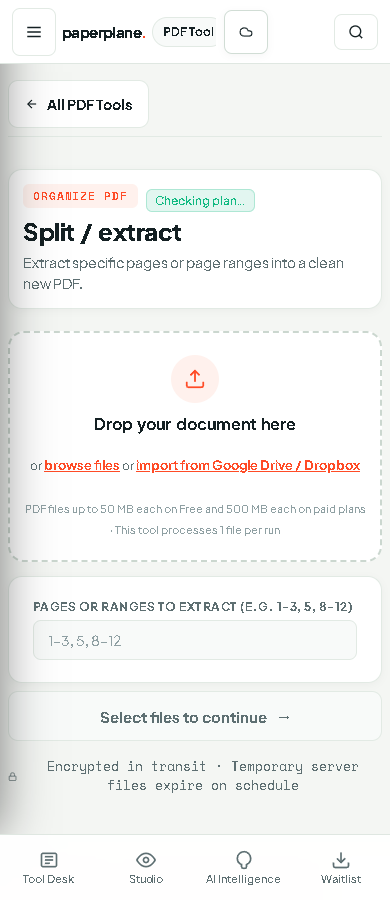 paperplane.
PDF Tool
← All PDF Tools
ORGANIZE PDF
Checking plan…
Split / extract
Extract specific pages or page ranges into a clean
new PDF.
Drop your document here
or browse files or import from Google Drive / Dropbox
PDF files up to 50 MB each on Free and 500 MB each on paid plans
· This tool processes 1 file per run
PAGES OR RANGES TO EXTRACT (E.G. 1–3, 5, 8–12)
1–3, 5, 8–12
Select files to continue →
Encrypted in transit · Temporary server
files expire on schedule
Tool Desk
Studio
AI Intelligence
Waitlist